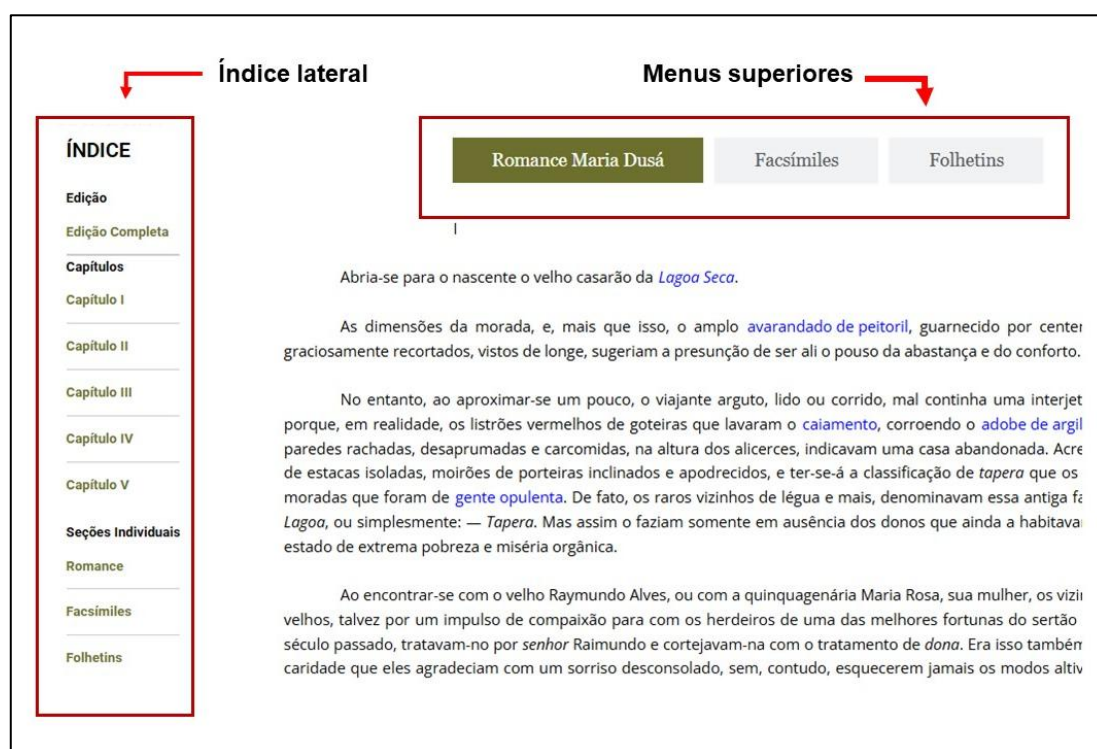 Índice lateral
Menus superiores
ÍNDICE
Edição
Edição Completa
Capítulos
Capítulo I
Capítulo II
Capítulo III
Capítulo IV
Capítulo V
Seções Individuais
Romance
Facsímiles
Folhetins
Romance Maria Dusá
Facsímiles
Folhetins
I
Abria-se para o nascente o velho casarão da Lagoa Seca.
As dimensões da morada, e, mais que isso, o amplo avarandado de peitoril, guarnecido por
graciosamente recortados, vistos de longe, sugeriam a presunção de ser ali o pouso da abastança e do conforto.
No entanto, ao aproximar-se um pouco, o viajante arguto, lido ou corrido, mal continha uma
porque, em realidade, os listrões vermelhos de goteiras que lavaram o caiamento, corroendo o adobe de
paredes rachadas, desaprumadas e carcomidas, na altura dos alicerces, indicavam uma casa abandonada.
de estacas isoladas, moirões de porteiras inclinados e apodrecidos, e ter-se-á a classificação de tapera que os
moradas que foram de gente opulenta. De fato, os raros vizinhos de légua e mais, denominavam essa antiga
Lagoa, ou simplesmente: — Tapera. Mas assim o faziam somente em ausência dos donos que ainda a
estado de extrema pobreza e miséria orgânica.
Ao encontrar-se com o velho Raymundo Alves, ou com a quinquagenária Maria Rosa, sua mulher, os
velhos, talvez por um impulso de compaixão para com os herdeiros de uma das melhores fortunas do sertão
século passado, tratavam-no por senhor Raimundo e cortejavam-na com o tratamento de dona. Era isso também
caridade que eles agradeciam com um sorriso desconsolado, sem, contudo, esquecerem jamais os modos